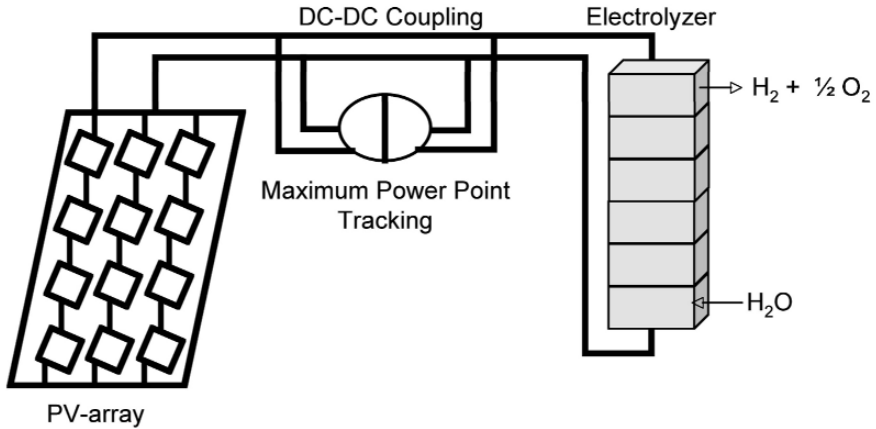 DC-DC Coupling
Electrolyzer
H₂ + ½ O₂
Maximum Power Point
Tracking
H₂O
PV-array